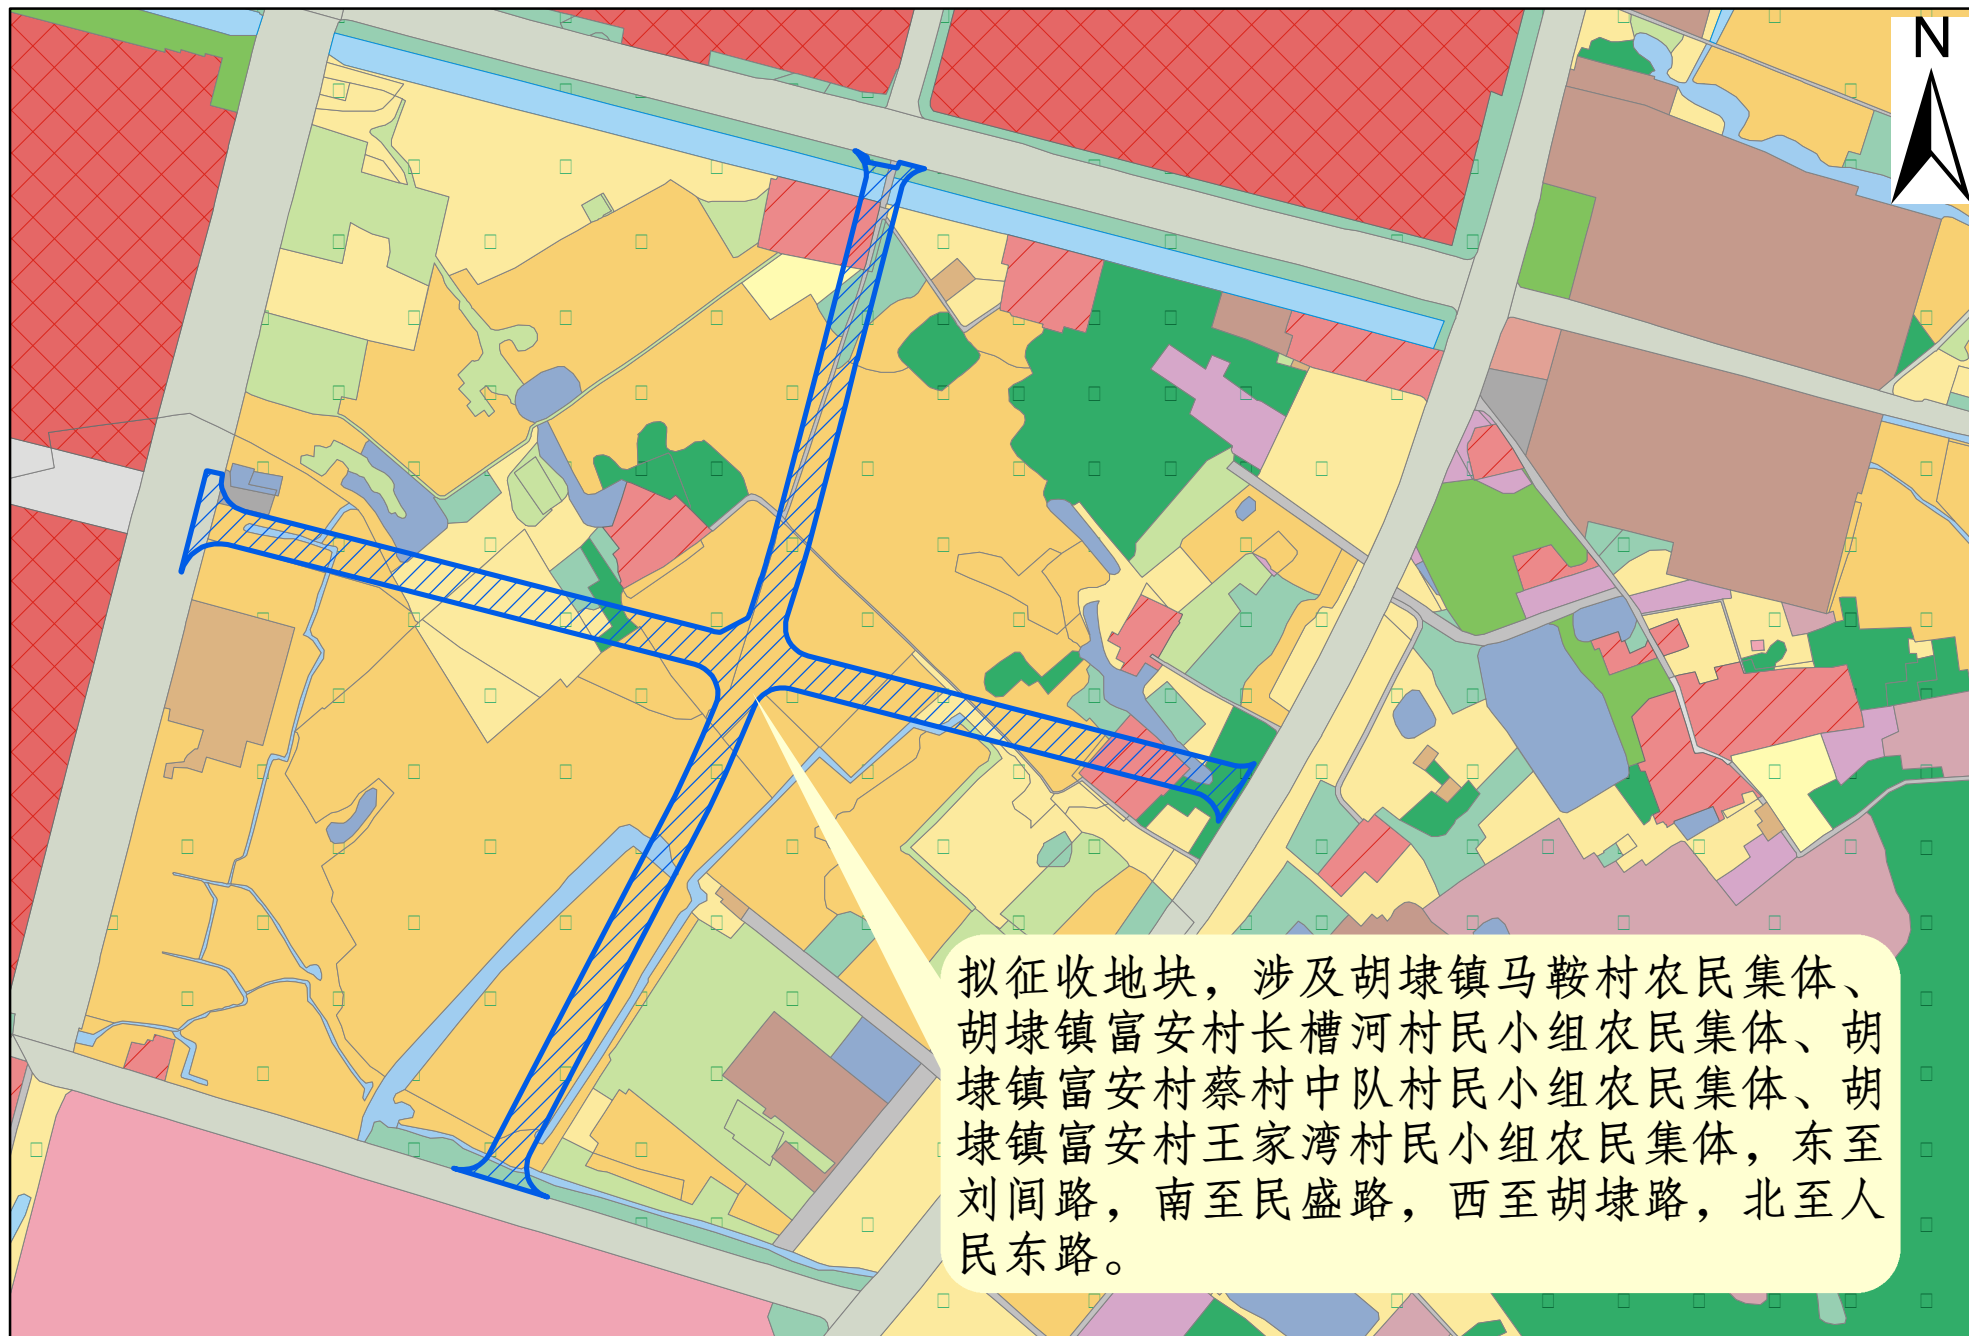 N
拟征收地块，涉及胡埭镇马鞍村农民集体、
胡埭镇富安村长槽河村民小组农民集体、胡
埭镇富安村蔡村中队村民小组农民集体、胡
埭镇富安村王家湾村民小组农民集体，东至
刘闾路，南至民盛路，西至胡埭路，北至人
民东路。